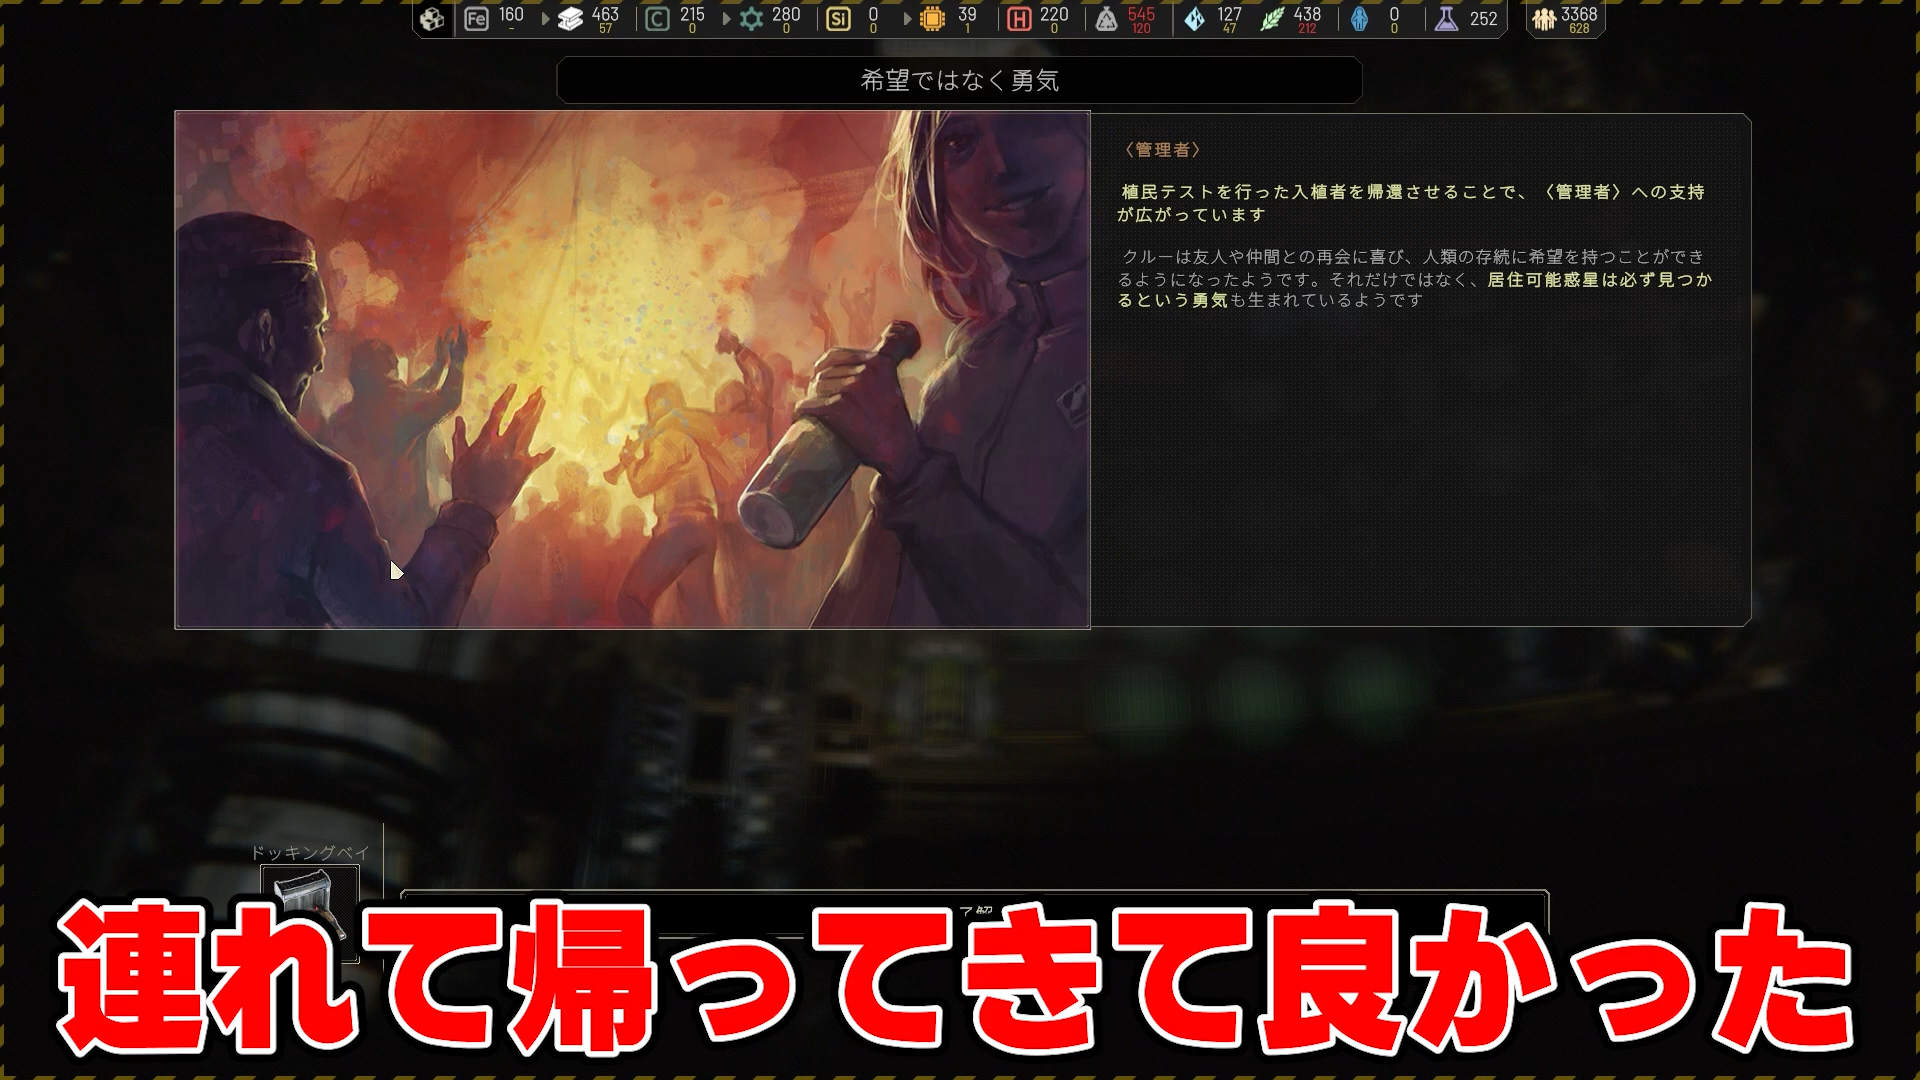 Fe 160 463 C 215 280 Si 0 39 H 220 545 127 438 0 252 3368
- 57 0 0 0 1 0 120 47 212 0 628
希望ではなく勇気
〈管理者〉
植民テストを行った入植者を帰還させることで、〈管理者〉への支持
が広がっています
クルーは友人や仲間との再会に喜び、人類の存続に希望を持つことができ
るようになったようです。それだけではなく、居住可能惑星は必ず見つか
るという勇気も生まれているようです
ドッキングベイ
連れて帰ってきて良かった